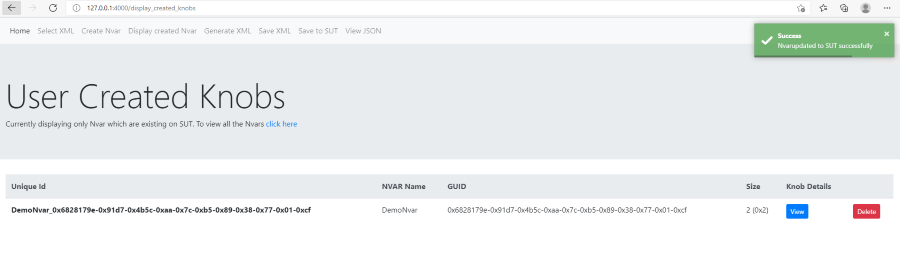 127.0.0.1:4000/display_created_knobs
Home Select XML Create Nvar Display created Nvar Generate XML Save XML Save to SUT View JSON
Success
Nvarupdated to SUT successfully
User Created Knobs
Currently displaying only Nvar which are existing on SUT. To view all the Nvars click here
Unique Id NVAR Name GUID Size Knob Details
DemoNvar_0x6828179e-0x91d7-0x4b5c-0xaa-0x7c-0xb5-0x89-0x38-0x77-0x01-0xcf DemoNvar 0x6828179e-0x91d7-0x4b5c-0xaa-0x7c-0xb5-0x89-0x38-0x77-0x01-0xcf 2 (0x2) View Delete